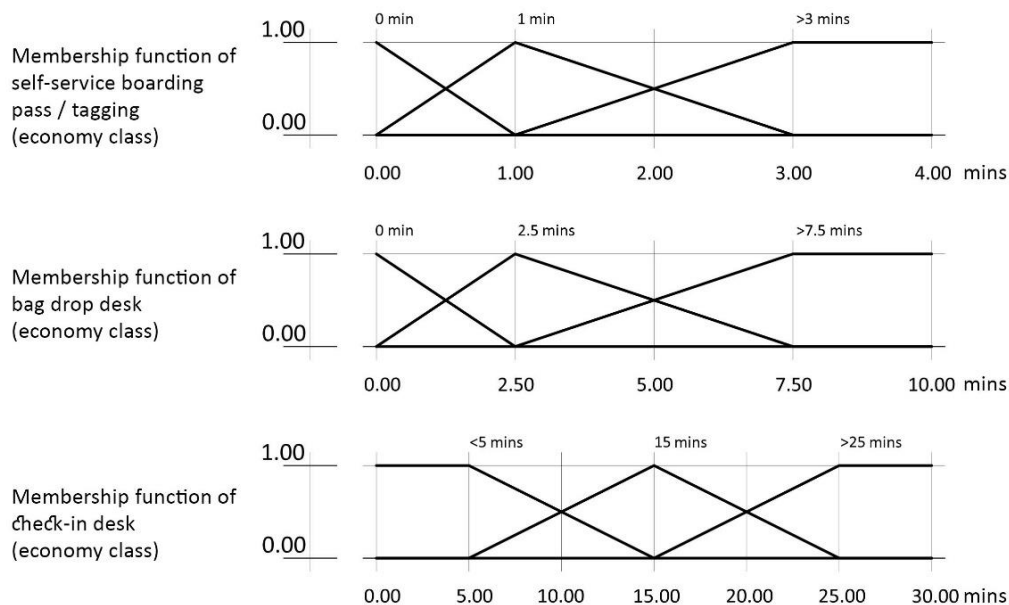 0 min 1 min >3 mins
1.00
Membership function of
self-service boarding
pass / tagging
(economy class)
0.00
0.00 1.00 2.00 3.00 4.00 mins
0 min 2.5 mins >7.5 mins
1.00
Membership function of
bag drop desk
(economy class)
0.00
0.00 2.50 5.00 7.50 10.00 mins
<5 mins 15 mins >25 mins
1.00
Membership function of
check-in desk
(economy class)
0.00
0.00 5.00 10.00 15.00 20.00 25.00 30.00 mins